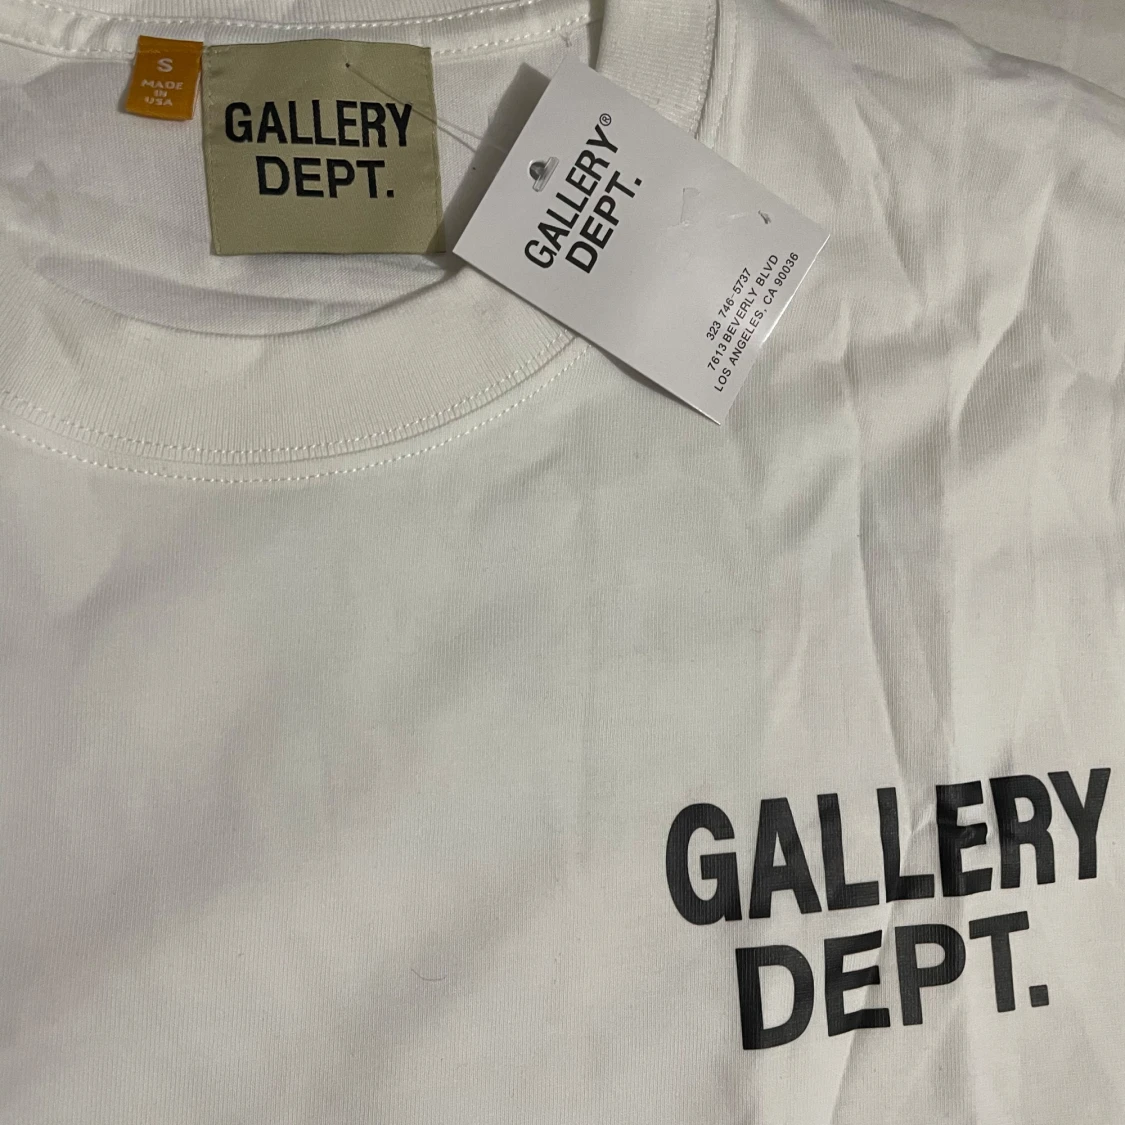 S
MADE
IN
USA
GALLERY
DEPT.
GALLERY®
DEPT.
323 746-5737
7613 BEVERLY BLVD
LOS ANGELES, CA 90036
GALLERY
DEPT.